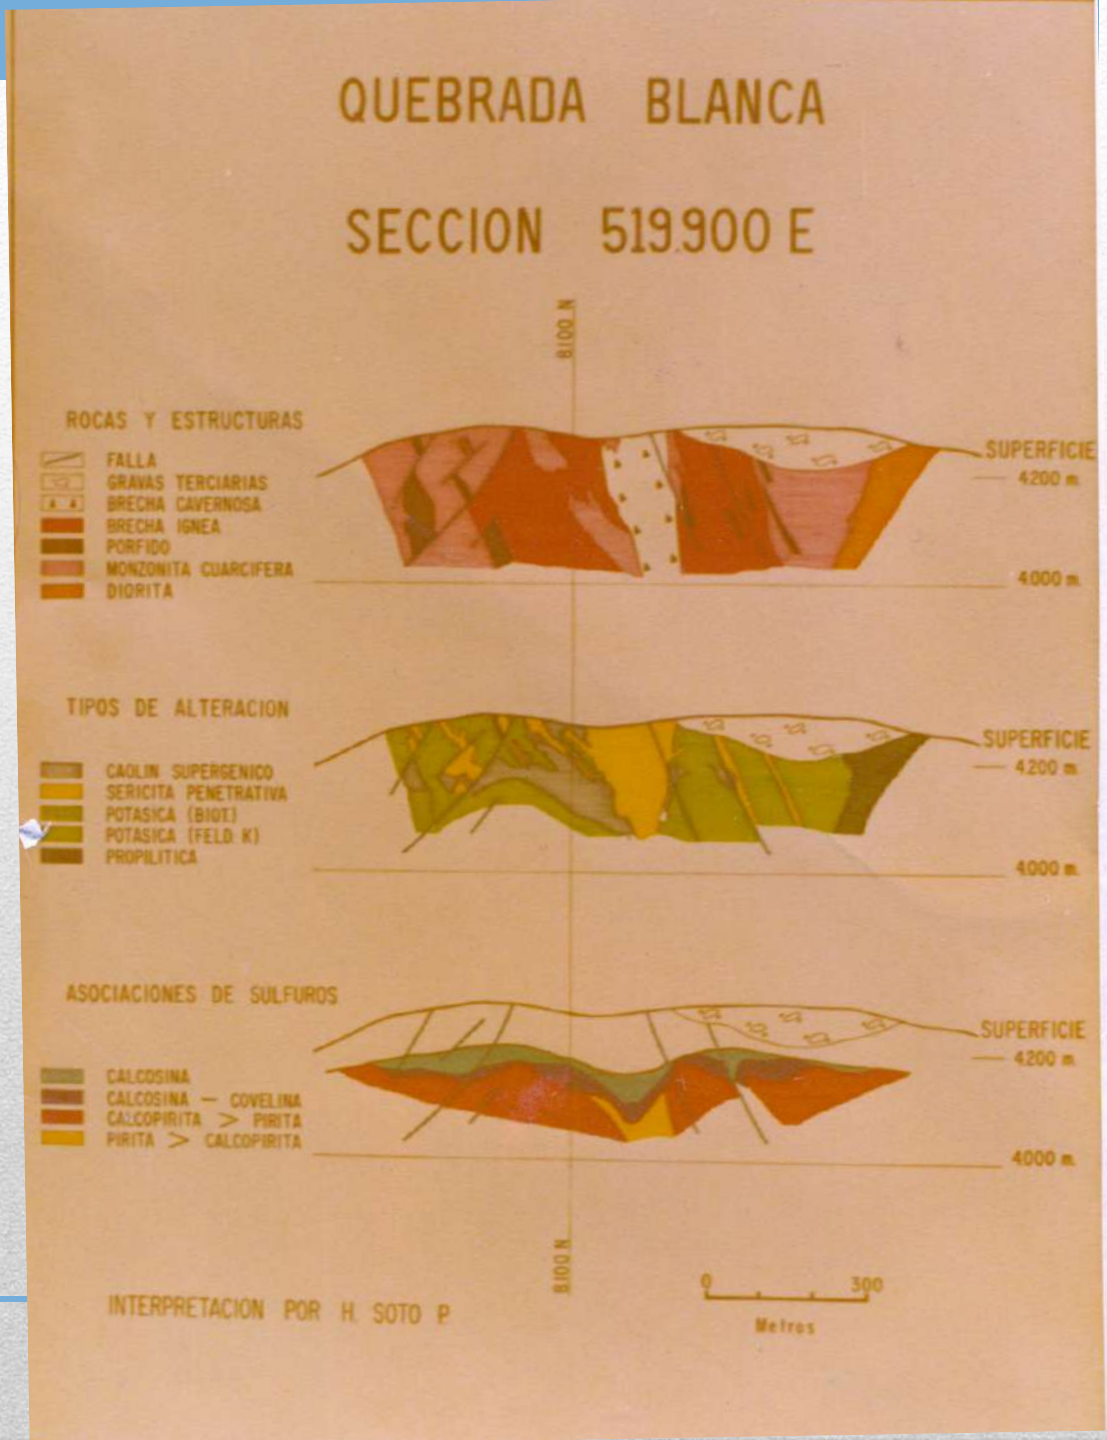 QUEBRADA BLANCA
SECCION 519.900 E
8100 N
ROCAS Y ESTRUCTURAS
FALLA
GRAVAS TERCIARIAS
BRECHA CAVERNOSA
BRECHA IGNEA
PORFIDO
MONZONITA CUARCIFERA
DIORITA
SUPERFICIE
4200 m.
4000 m.
TIPOS DE ALTERACION
CAOLIN SUPERGENICO
SERICITA PENETRATIVA
POTASICA (BIOT.)
POTASICA (FELD. K)
PROPILITICA
SUPERFICIE
4200 m.
4000 m.
ASOCIACIONES DE SULFUROS
CALCOSINA
CALCOSINA - COVELINA
CALCOPIRITA > PIRITA
PIRITA > CALCOPIRITA
SUPERFICIE
4200 m.
4000 m.
8100 N
0 300
Metros
INTERPRETACION POR H. SOTO P.